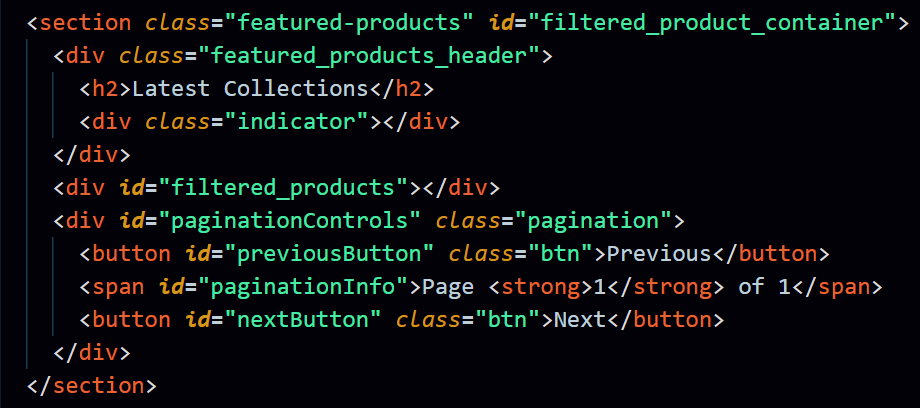 <section class="featured-products" id="filtered_product_container">
<div class="featured_products_header">
<h2>Latest Collections</h2>
<div class="indicator"></div>
</div>
<div id="filtered_products"></div>
<div id="paginationControls" class="pagination">
<button id="previousButton" class="btn">Previous</button>
<span id="paginationInfo">Page <strong>1</strong> of 1</span>
<button id="nextButton" class="btn">Next</button>
</div>
</section>